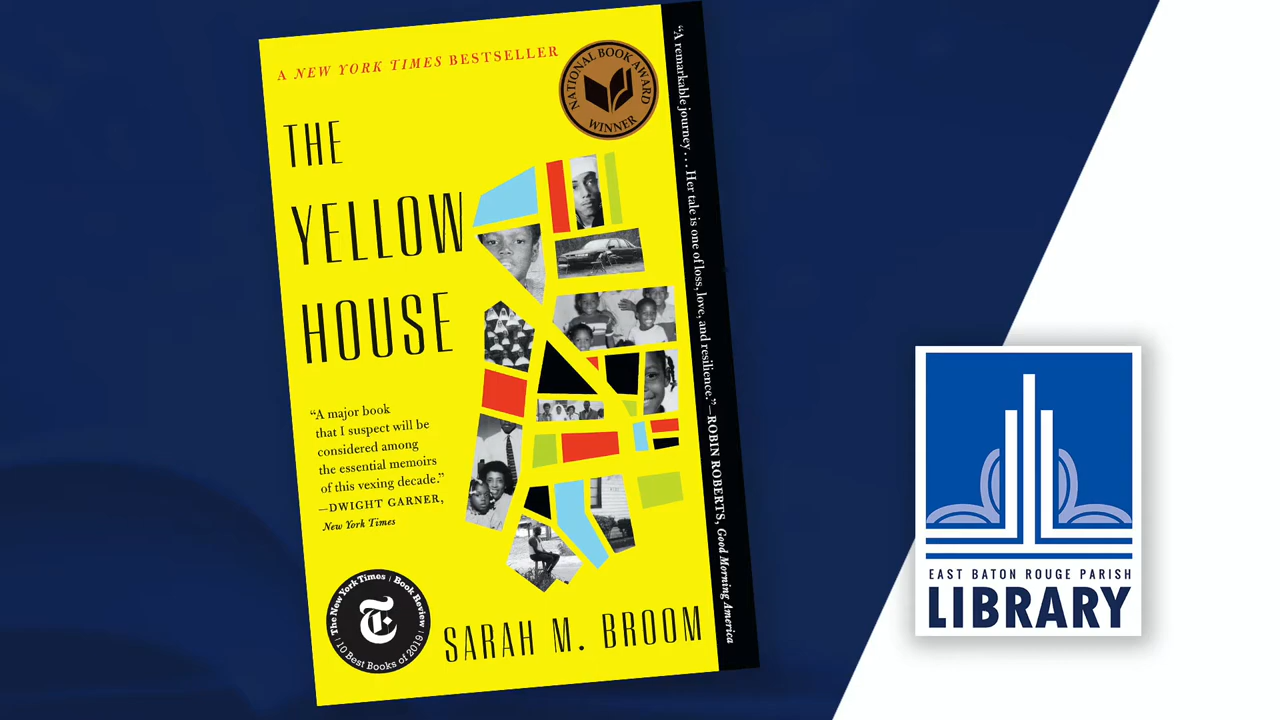 A NEW YORK TIMES BESTSELLER
NATIONAL BOOK AWARD
WINNER
THE
YELLOW
HOUSE
“A major book
that I suspect will be
considered among
the essential memoirs
of this vexing decade.”
—DWIGHT GARNER,
New York Times
The New York Times | Book Review
T
| 10 Best Books of 2019 |
SARAH M. BROOM
“A remarkable journey . . . Her tale is one of loss, love, and resilience.”—ROBIN ROBERTS, Good Morning America
EAST BATON ROUGE PARISH
LIBRARY